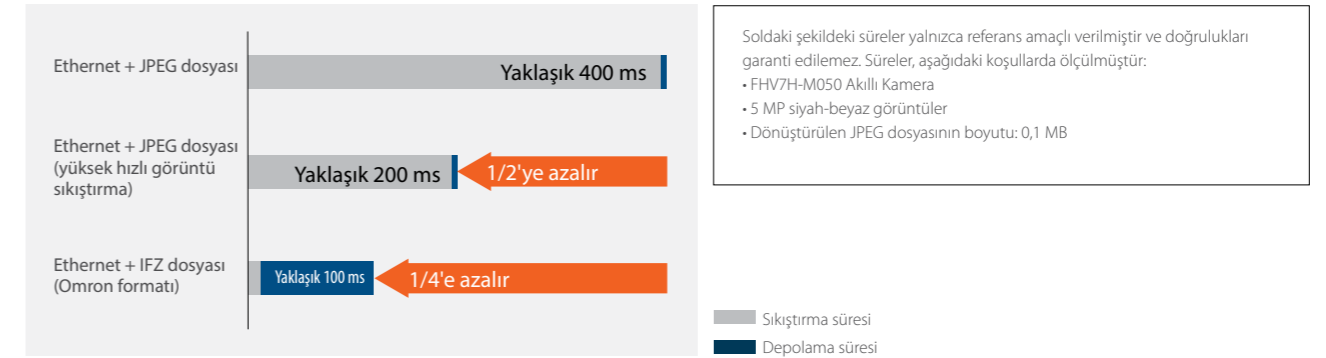 Ethernet + JPEG dosyası
Yaklaşık 400 ms
Ethernet + JPEG dosyası
(yüksek hızlı görüntü
sıkıştırma)
Yaklaşık 200 ms
1/2'ye azalır
Ethernet + IFZ dosyası
(Omron formatı)
Yaklaşık 100 ms
1/4'e azalır
Soldaki şekildeki süreler yalnızca referans amaçlı verilmiştir ve doğrulukları
garanti edilemez. Süreler, aşağıdaki koşullarda ölçülmüştür:
• FHV7H-M050 Akıllı Kamera
• 5 MP siyah-beyaz görüntüler
• Dönüştürülen JPEG dosyasının boyutu: 0,1 MB
Sıkıştırma süresi
Depolama süresi